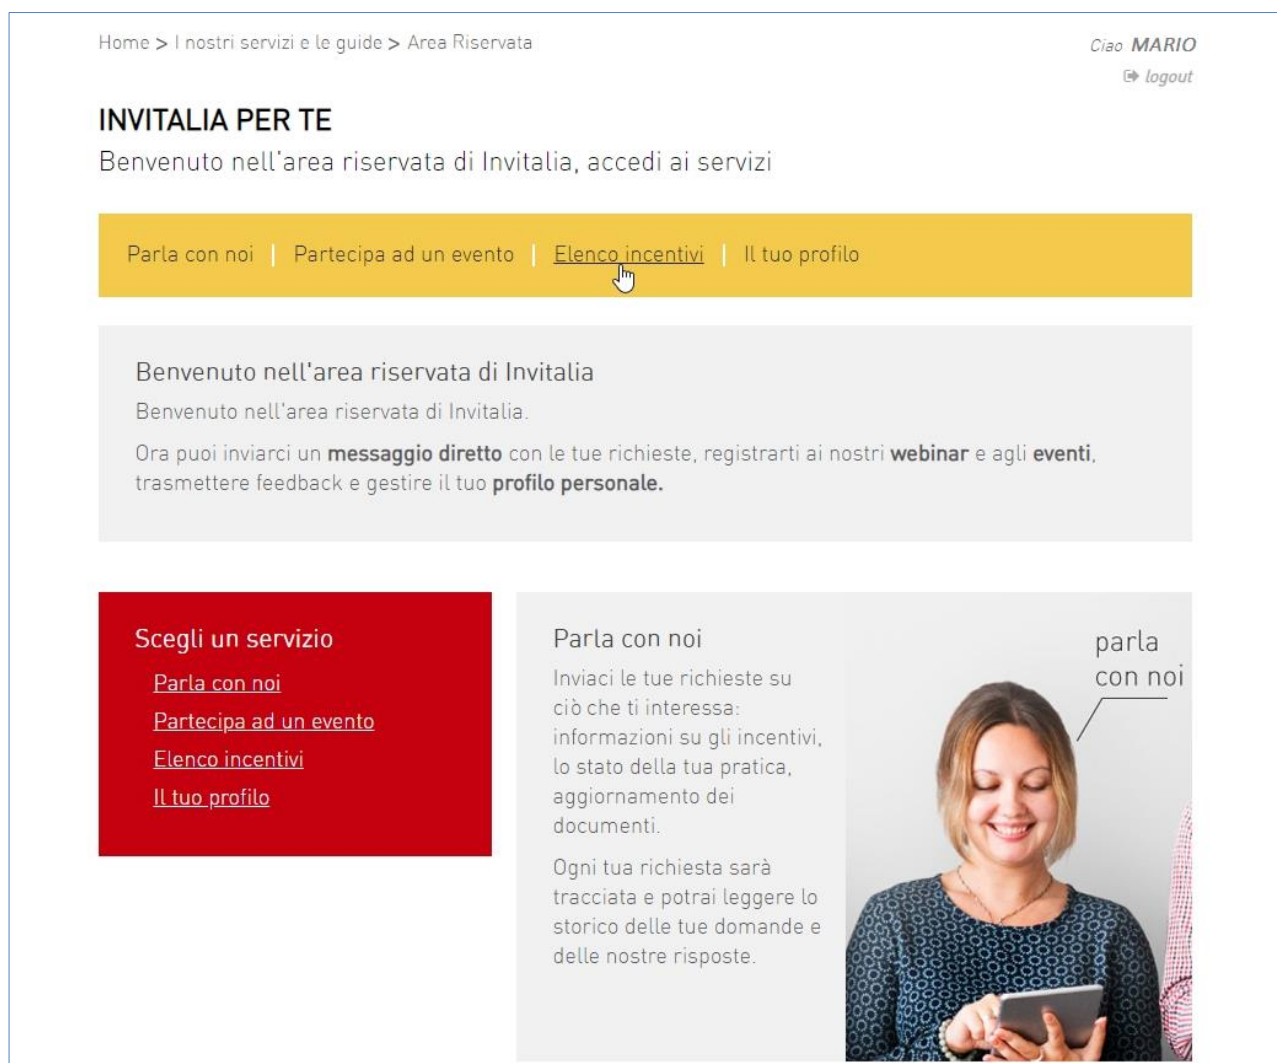 Home > I nostri servizi e le guide > Area Riservata
Ciao MARIO
logout
INVITALIA PER TE
Benvenuto nell'area riservata di Invitalia, accedi ai servizi
Parla con noi | Partecipa ad un evento | Elenco incentivi | Il tuo profilo
Benvenuto nell'area riservata di Invitalia
Benvenuto nell'area riservata di Invitalia.
Ora puoi inviarci un messaggio diretto con le tue richieste, registrarti ai nostri webinar e agli eventi,
trasmettere feedback e gestire il tuo profilo personale.
Scegli un servizio
Parla con noi
Partecipa ad un evento
Elenco incentivi
Il tuo profilo
Parla con noi
Inviaci le tue richieste su
ciò che ti interessa:
informazioni su gli incentivi,
lo stato della tua pratica,
aggiornamento dei
documenti.
Ogni tua richiesta sarà
tracciata e potrai leggere lo
storico delle tue domande e
delle nostre risposte.
parla
con noi